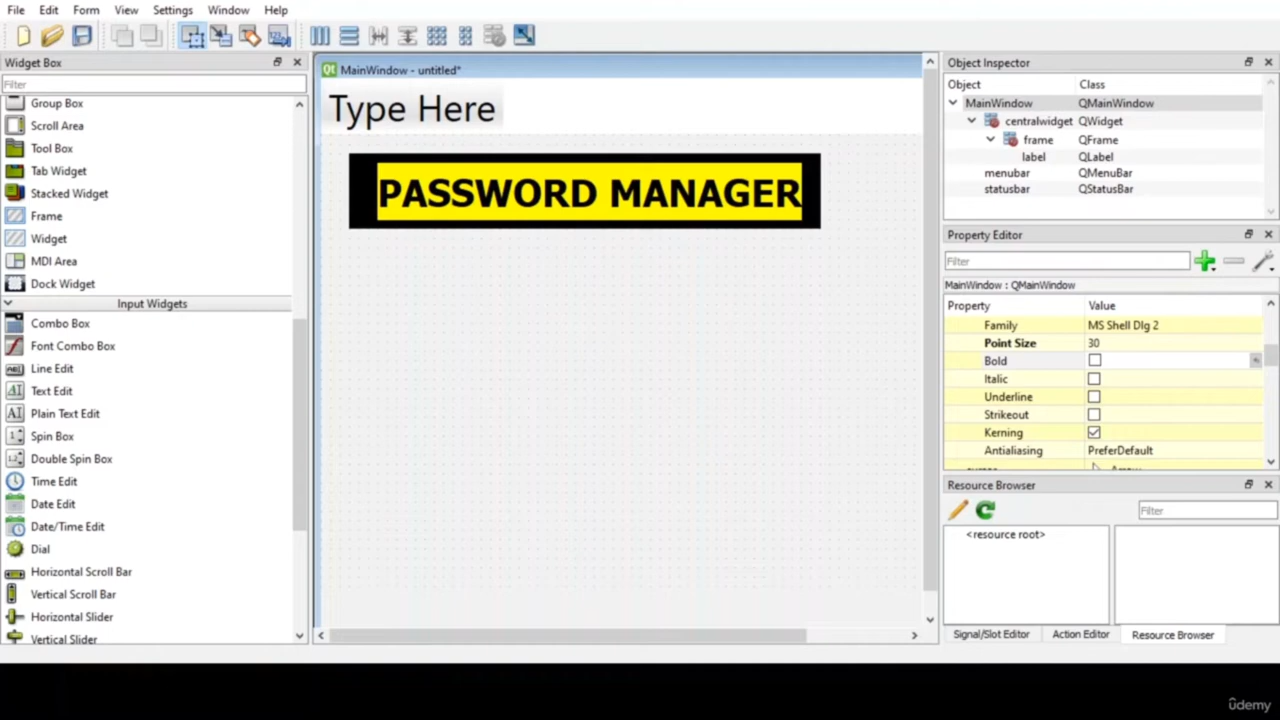 File Edit Form View Settings Window Help
Widget Box
Filter
Group Box
Scroll Area
Tool Box
Tab Widget
Stacked Widget
Frame
Widget
MDI Area
Dock Widget
Input Widgets
Combo Box
Font Combo Box
Line Edit
Text Edit
Plain Text Edit
Spin Box
Double Spin Box
Time Edit
Date Edit
Date/Time Edit
Dial
Horizontal Scroll Bar
Vertical Scroll Bar
Horizontal Slider
Vertical Slider
MainWindow - untitled*
Type Here
PASSWORD MANAGER
Object Inspector
Object Class
MainWindow QMainWindow
centralwidget QWidget
frame QFrame
label QLabel
menubar QMenuBar
statusbar QStatusBar
Property Editor
Filter
MainWindow : QMainWindow
Property Value
Family MS Shell Dlg 2
Point Size 30
Bold
Italic
Underline
Strikeout
Kerning
Antialiasing PreferDefault
Resource Browser
Filter
<resource root>
Signal/Slot Editor Action Editor Resource Browser
ûdemy